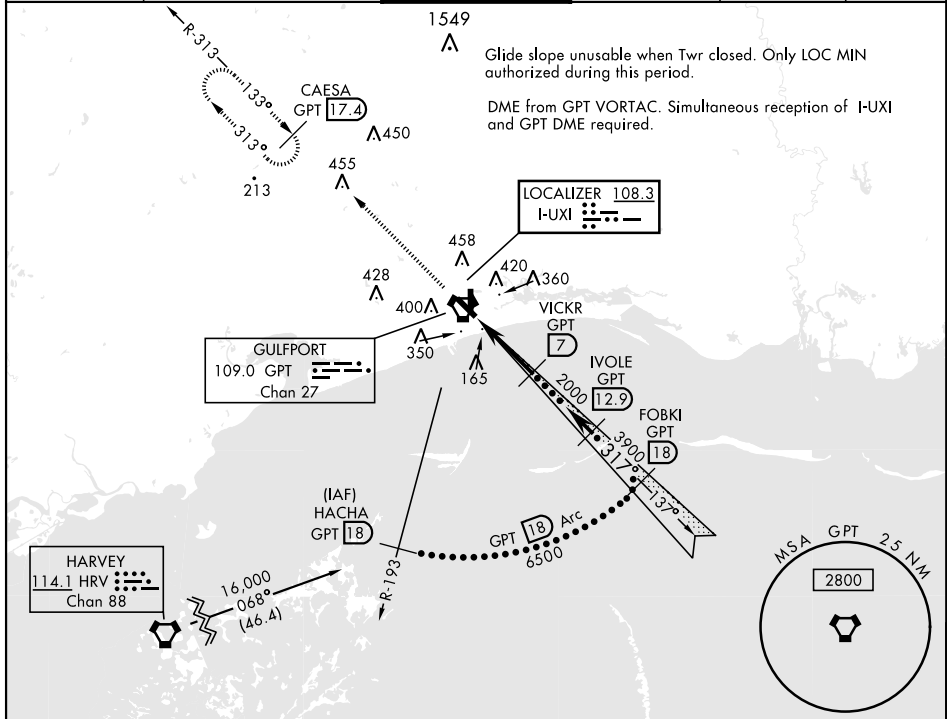 1549
Glide slope unusable when Twr closed. Only LOC MIN
authorized during this period.
DME from GPT VORTAC. Simultaneous reception of I-UXI
and GPT DME required.
R-313
133°
313°
CAESA
GPT 17.4
450
455
213
LOCALIZER 108.3
I-UXI
458
420
360
428
400
350
165
VICKR
GPT
7
GULFPORT
109.0 GPT
Chan 27
IVOLE
GPT
12.9
2000
FOBKI
GPT
18
3900
317°
137°
(IAF)
HACHA
GPT 18
GPT 18 Arc
6500
R-193
HARVEY
114.1 HRV
Chan 88
16,000
068°
(46.4)
MSA GPT 25 NM
2800